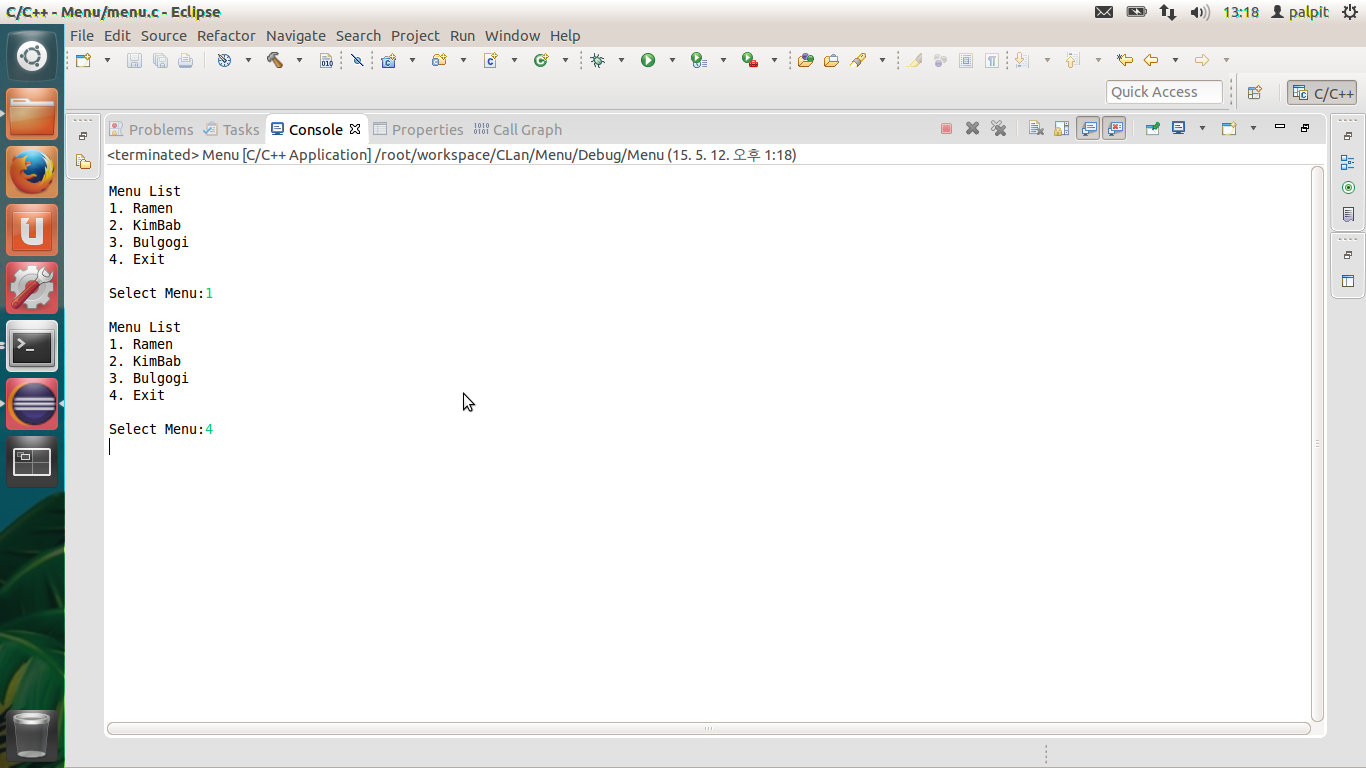 C/C++ - Menu/menu.c - Eclipse
13:18 palpit
File Edit Source Refactor Navigate Search Project Run Window Help
Quick Access
C/C++
Problems Tasks Console Properties Call Graph
<terminated> Menu [C/C++ Application] /root/workspace/CLan/Menu/Debug/Menu (15. 5. 12. 오후 1:18)
Menu List
1. Ramen
2. KimBab
3. Bulgogi
4. Exit
Select Menu:1
Menu List
1. Ramen
2. KimBab
3. Bulgogi
4. Exit
Select Menu:4